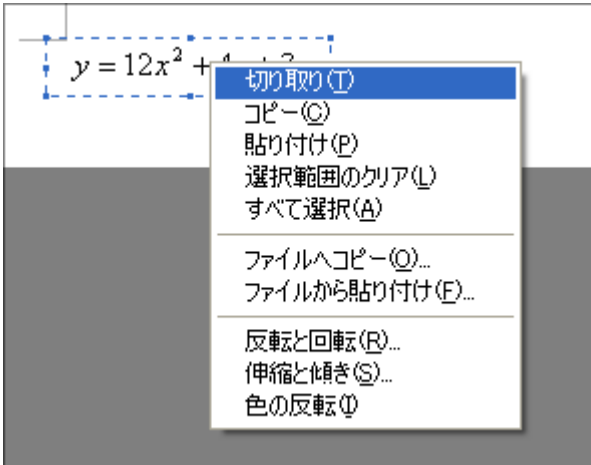 y = 12x² +
切り取り(T)
コピー(C)
貼り付け(P)
選択範囲のクリア(L)
すべて選択(A)
ファイルへコピー(O)...
ファイルから貼り付け(F)...
反転と回転(R)...
伸縮と傾き(S)...
色の反転(I)